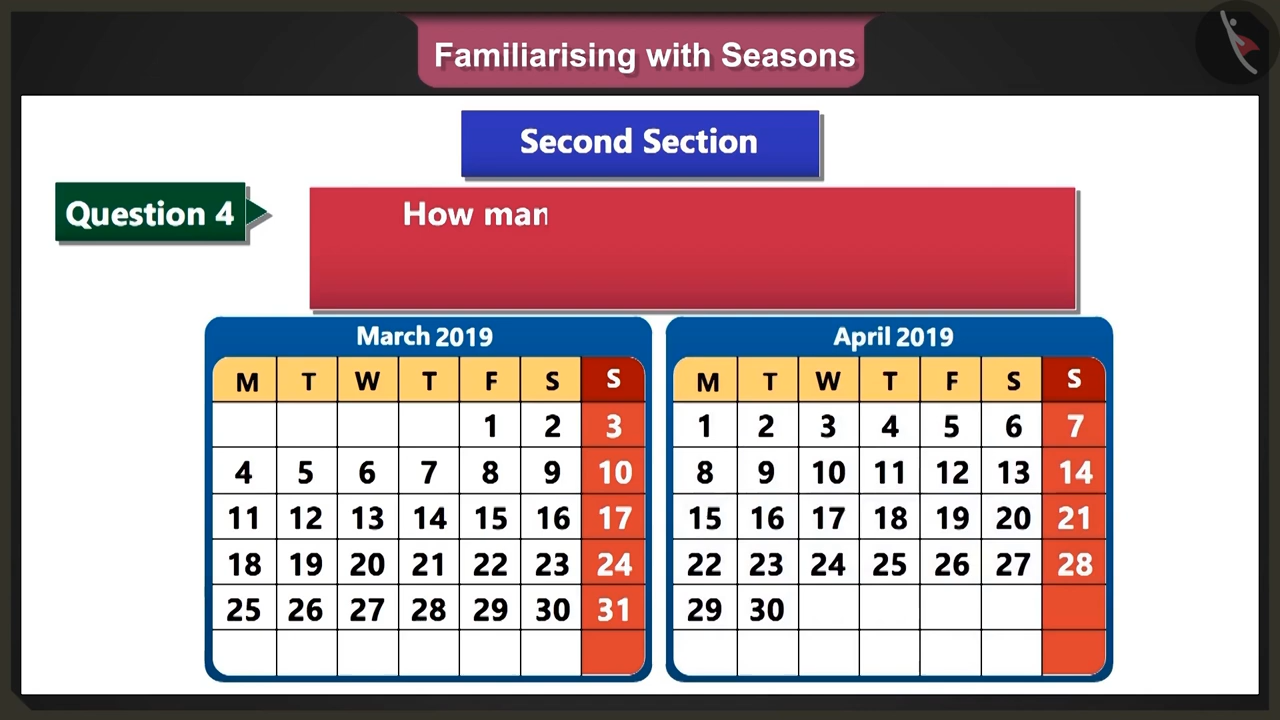 Familiarising with Seasons
Second Section
Question 4
How man
March 2019
M T W T F S S
1 2 3
4 5 6 7 8 9 10
11 12 13 14 15 16 17
18 19 20 21 22 23 24
25 26 27 28 29 30 31
April 2019
M T W T F S S
1 2 3 4 5 6 7
8 9 10 11 12 13 14
15 16 17 18 19 20 21
22 23 24 25 26 27 28
29 30